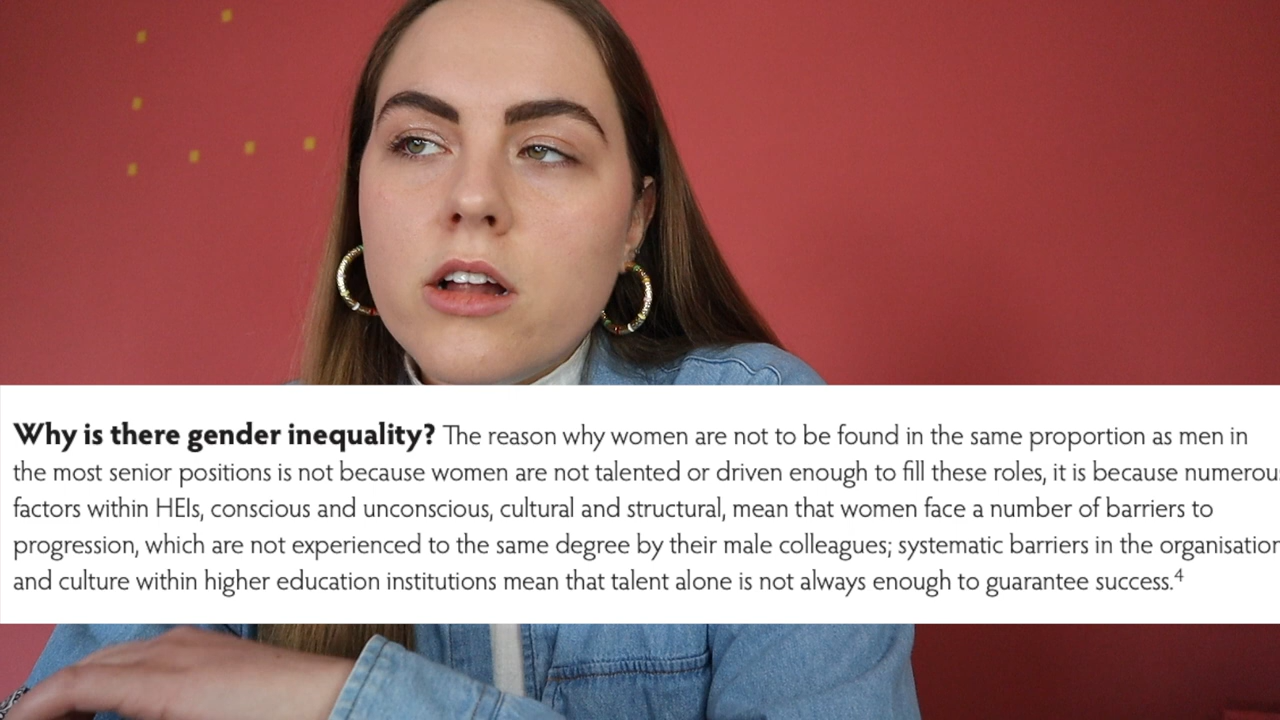 Why is there gender inequality? The reason why women are not to be found in the same proportion as men in
the most senior positions is not because women are not talented or driven enough to fill these roles, it is because numerous
factors within HEIs, conscious and unconscious, cultural and structural, mean that women face a number of barriers to
progression, which are not experienced to the same degree by their male colleagues; systematic barriers in the organisation
and culture within higher education institutions mean that talent alone is not always enough to guarantee success.4